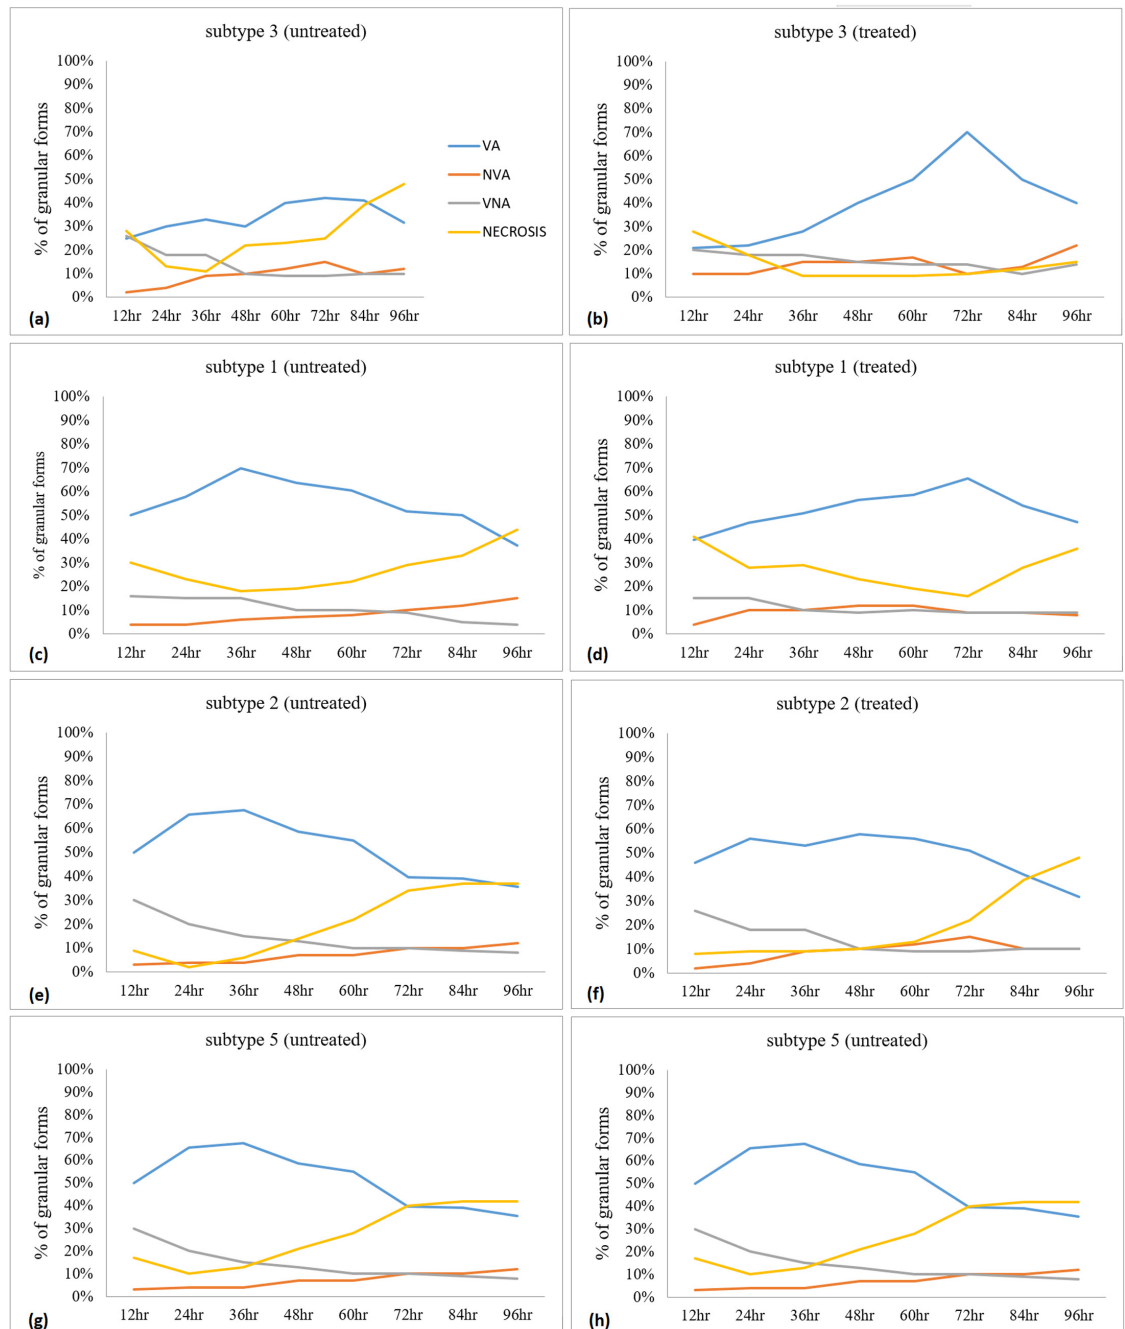 subtype 3 (untreated)
% of granular forms
100%
90%
80%
70%
60%
50%
40%
30%
20%
10%
0%
12hr 24hr 36hr 48hr 60hr 72hr 84hr 96hr
VA
NVA
VNA
NECROSIS
(a)
subtype 3 (treated)
% of granular forms
100%
90%
80%
70%
60%
50%
40%
30%
20%
10%
0%
12hr 24hr 36hr 48hr 60hr 72hr 84hr 96hr
(b)
subtype 1 (untreated)
% of granular forms
100%
90%
80%
70%
60%
50%
40%
30%
20%
10%
0%
12hr 24hr 36hr 48hr 60hr 72hr 84hr 96hr
(c)
subtype 1 (treated)
% of granular forms
100%
90%
80%
70%
60%
50%
40%
30%
20%
10%
0%
12hr 24hr 36hr 48hr 60hr 72hr 84hr 96hr
(d)
subtype 2 (untreated)
% of granular forms
100%
90%
80%
70%
60%
50%
40%
30%
20%
10%
0%
12hr 24hr 36hr 48hr 60hr 72hr 84hr 96hr
(e)
subtype 2 (treated)
% of granular forms
100%
90%
80%
70%
60%
50%
40%
30%
20%
10%
0%
12hr 24hr 36hr 48hr 60hr 72hr 84hr 96hr
(f)
subtype 5 (untreated)
% of granular forms
100%
90%
80%
70%
60%
50%
40%
30%
20%
10%
0%
12hr 24hr 36hr 48hr 60hr 72hr 84hr 96hr
(g)
subtype 5 (untreated)
% of granular forms
100%
90%
80%
70%
60%
50%
40%
30%
20%
10%
0%
12hr 24hr 36hr 48hr 60hr 72hr 84hr 96hr
(h)